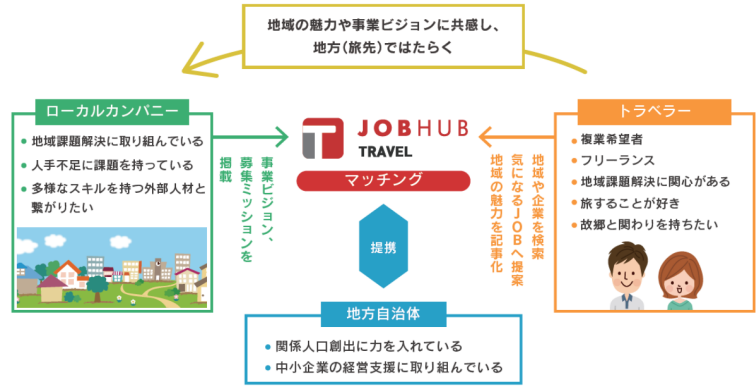 地域の魅力や事業ビジョンに共感し、
地方(旅先)ではたらく
ローカルカンパニー
地域課題解決に取り組んでいる
人手不足に課題を持っている
多様なスキルを持つ外部人材と
繋がりたい
事業ビジョン、
募集ミッションを
掲載
JOBHUB
TRAVEL
マッチング
地域や企業を検索
気になるJOBへ提案
地域の魅力を記事化
トラベラー
複業希望者
フリーランス
地域課題解決に関心がある
旅することが好き
故郷と関わりを持ちたい
提携
地方自治体
関係人口創出に力を入れている
中小企業の経営支援に取り組んでいる